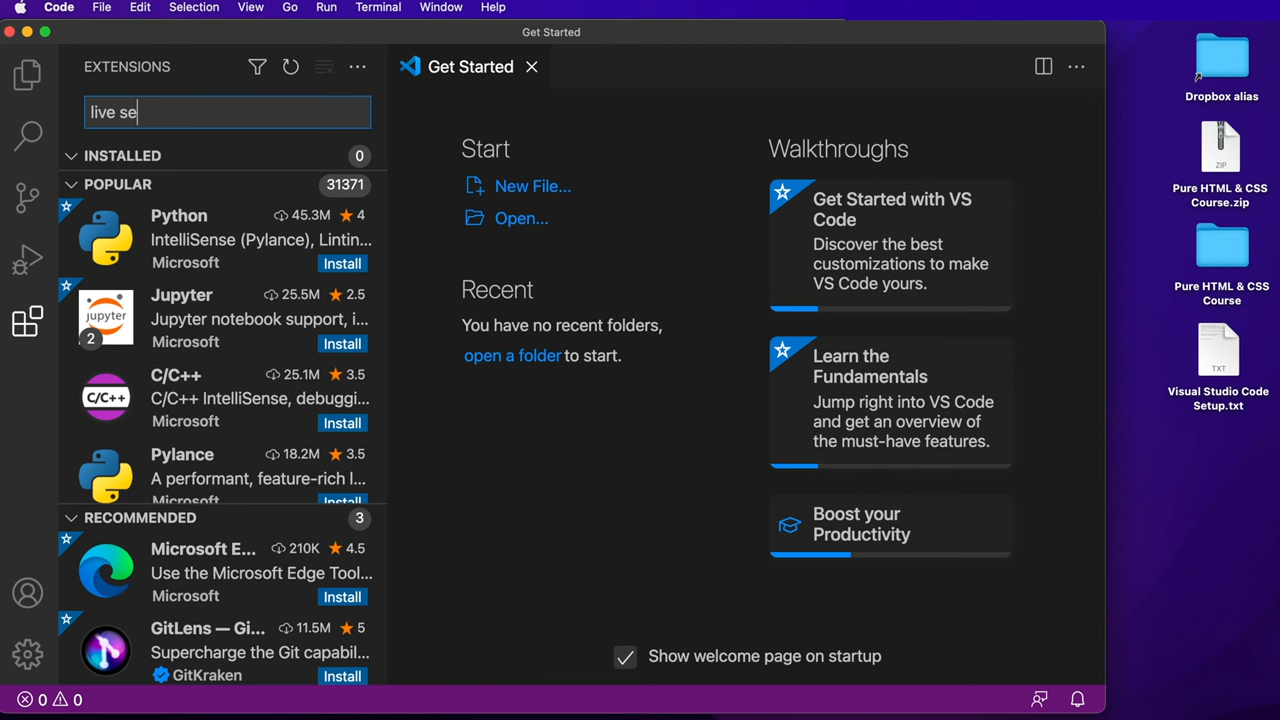 Code File Edit Selection View Go Run Terminal Window Help
Get Started
EXTENSIONS
live se
INSTALLED 0
POPULAR 31371
Python 45.3M 4
IntelliSense (Pylance), Lintin...
Microsoft Install
Jupyter 25.5M 2.5
Jupyter notebook support, i...
Microsoft Install
jupyter
2
C/C++ 25.1M 3.5
C/C++ IntelliSense, debuggi...
Microsoft Install
C/C++
Pylance 18.2M 3.5
A performant, feature-rich l...
Microsoft Install
RECOMMENDED 3
Microsoft E... 210K 4.5
Use the Microsoft Edge Tool...
Microsoft Install
GitLens — Gi... 11.5M 5
Supercharge the Git capabil...
GitKraken Install
0 0
Get Started
Start
New File...
Open...
Recent
You have no recent folders,
open a folder to start.
Walkthroughs
Get Started with VS
Code
Discover the best
customizations to make
VS Code yours.
Learn the
Fundamentals
Jump right into VS Code
and get an overview of
the must-have features.
Boost your
Productivity
Show welcome page on startup
Dropbox alias
ZIP
Pure HTML & CSS
Course.zip
Pure HTML & CSS
Course
TXT
Visual Studio Code
Setup.txt